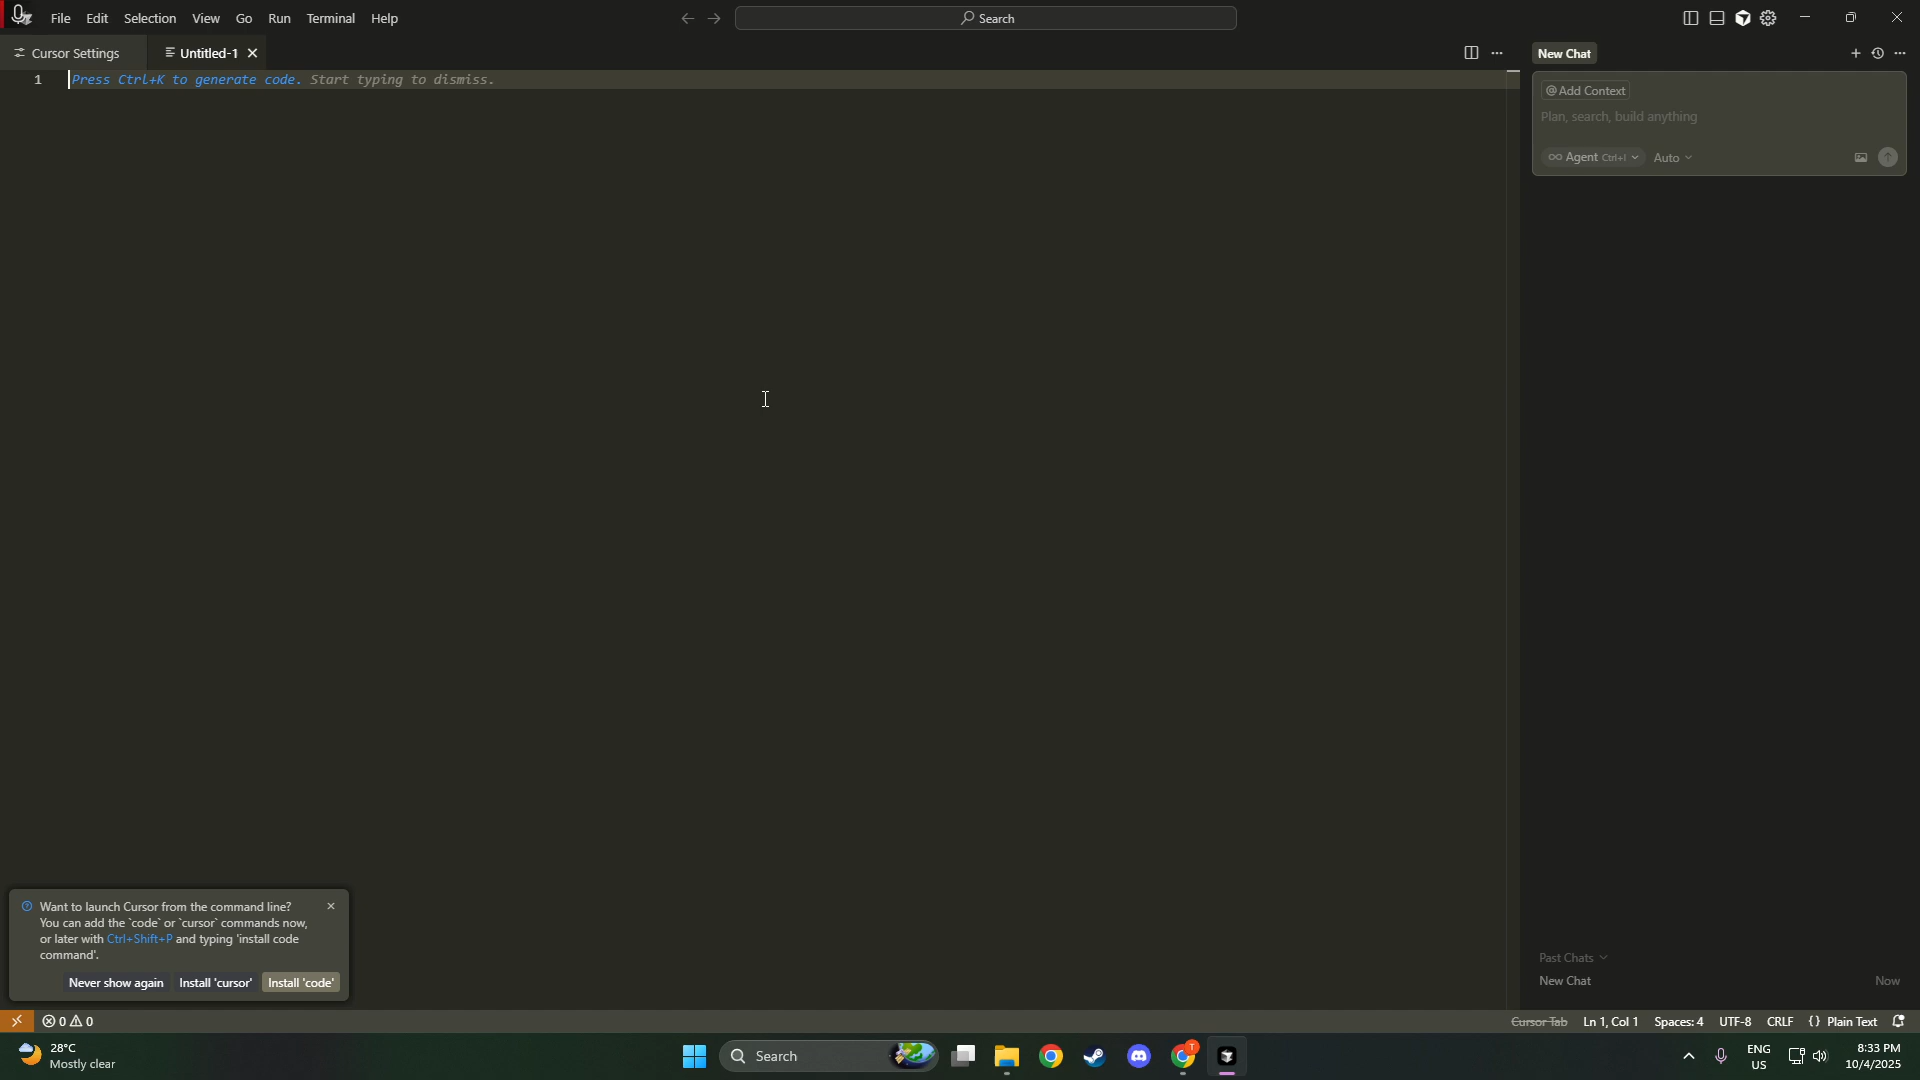 File Edit Selection View Go Run Terminal Help Search
Cursor Settings Untitled-1 New Chat
1 Press Ctrl+K to generate code. Start typing to dismiss.
@ Add Context
Plan, search, build anything
Agent Ctrl+I Auto
Want to launch Cursor from the command line?
You can add the `code` or `cursor` commands now,
or later with Ctrl+Shift+P and typing 'install code
command'.
Never show again Install 'cursor' Install 'code'
Past Chats
New Chat Now
0 0 Cursor Tab Ln 1, Col 1 Spaces: 4 UTF-8 CRLF {} Plain Text
28°C
Mostly clear
Search
T
ENG
US
8:33 PM
10/4/2025